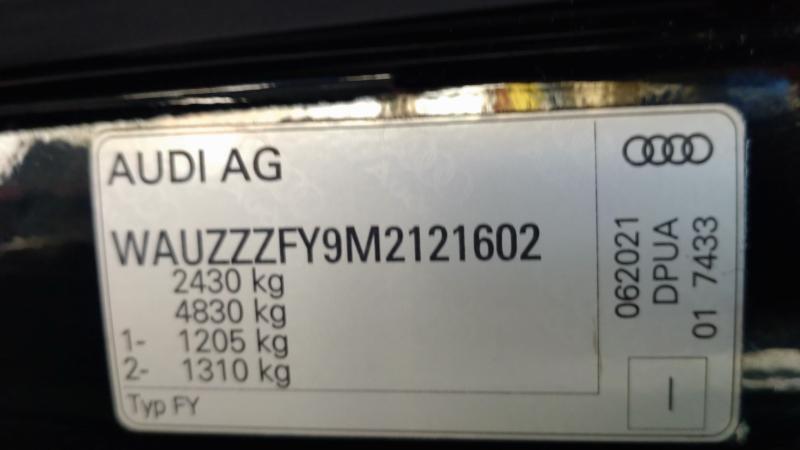 AUDI AG
WAUZZZFY9M2121602
2430 kg
4830 kg
1- 1205 kg
2- 1310 kg
Typ FY
062021
DPUA
01 7433
–